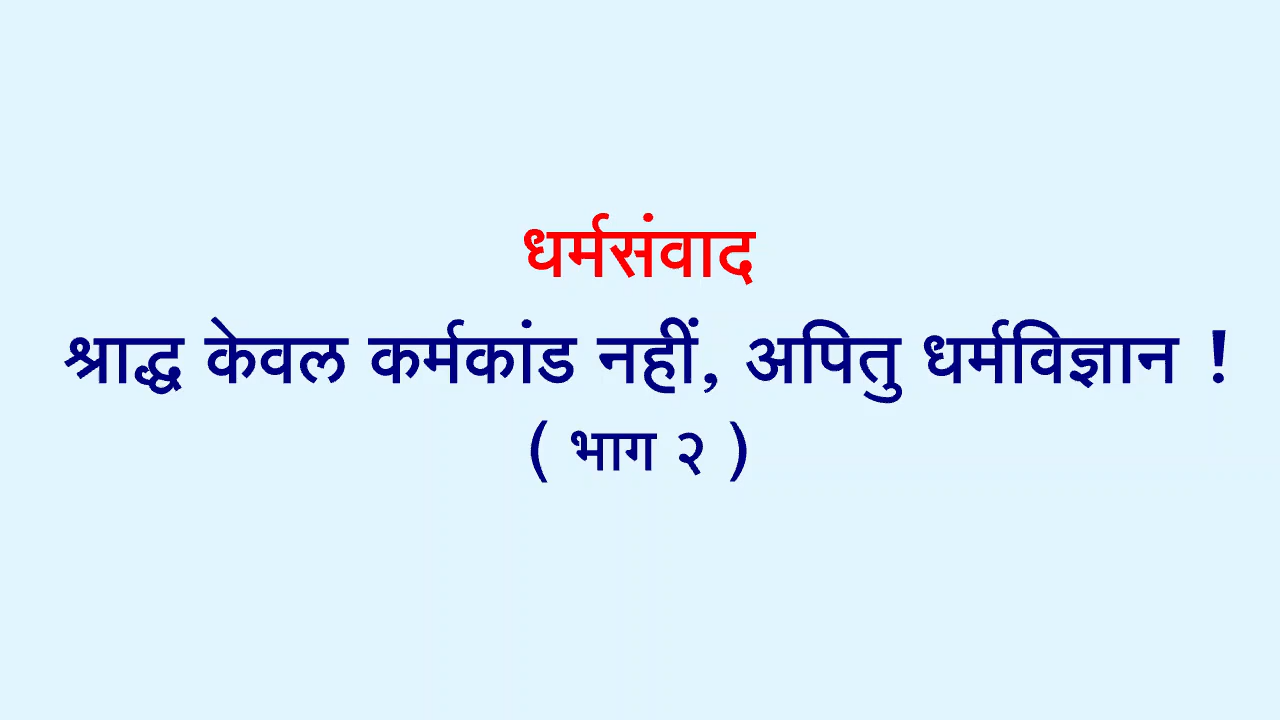 धर्मसंवाद
श्राद्ध केवल कर्मकांड नहीं, अपितु धर्मविज्ञान !
( भाग २ )